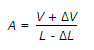 A = (V + ΔV) / (L - ΔL)